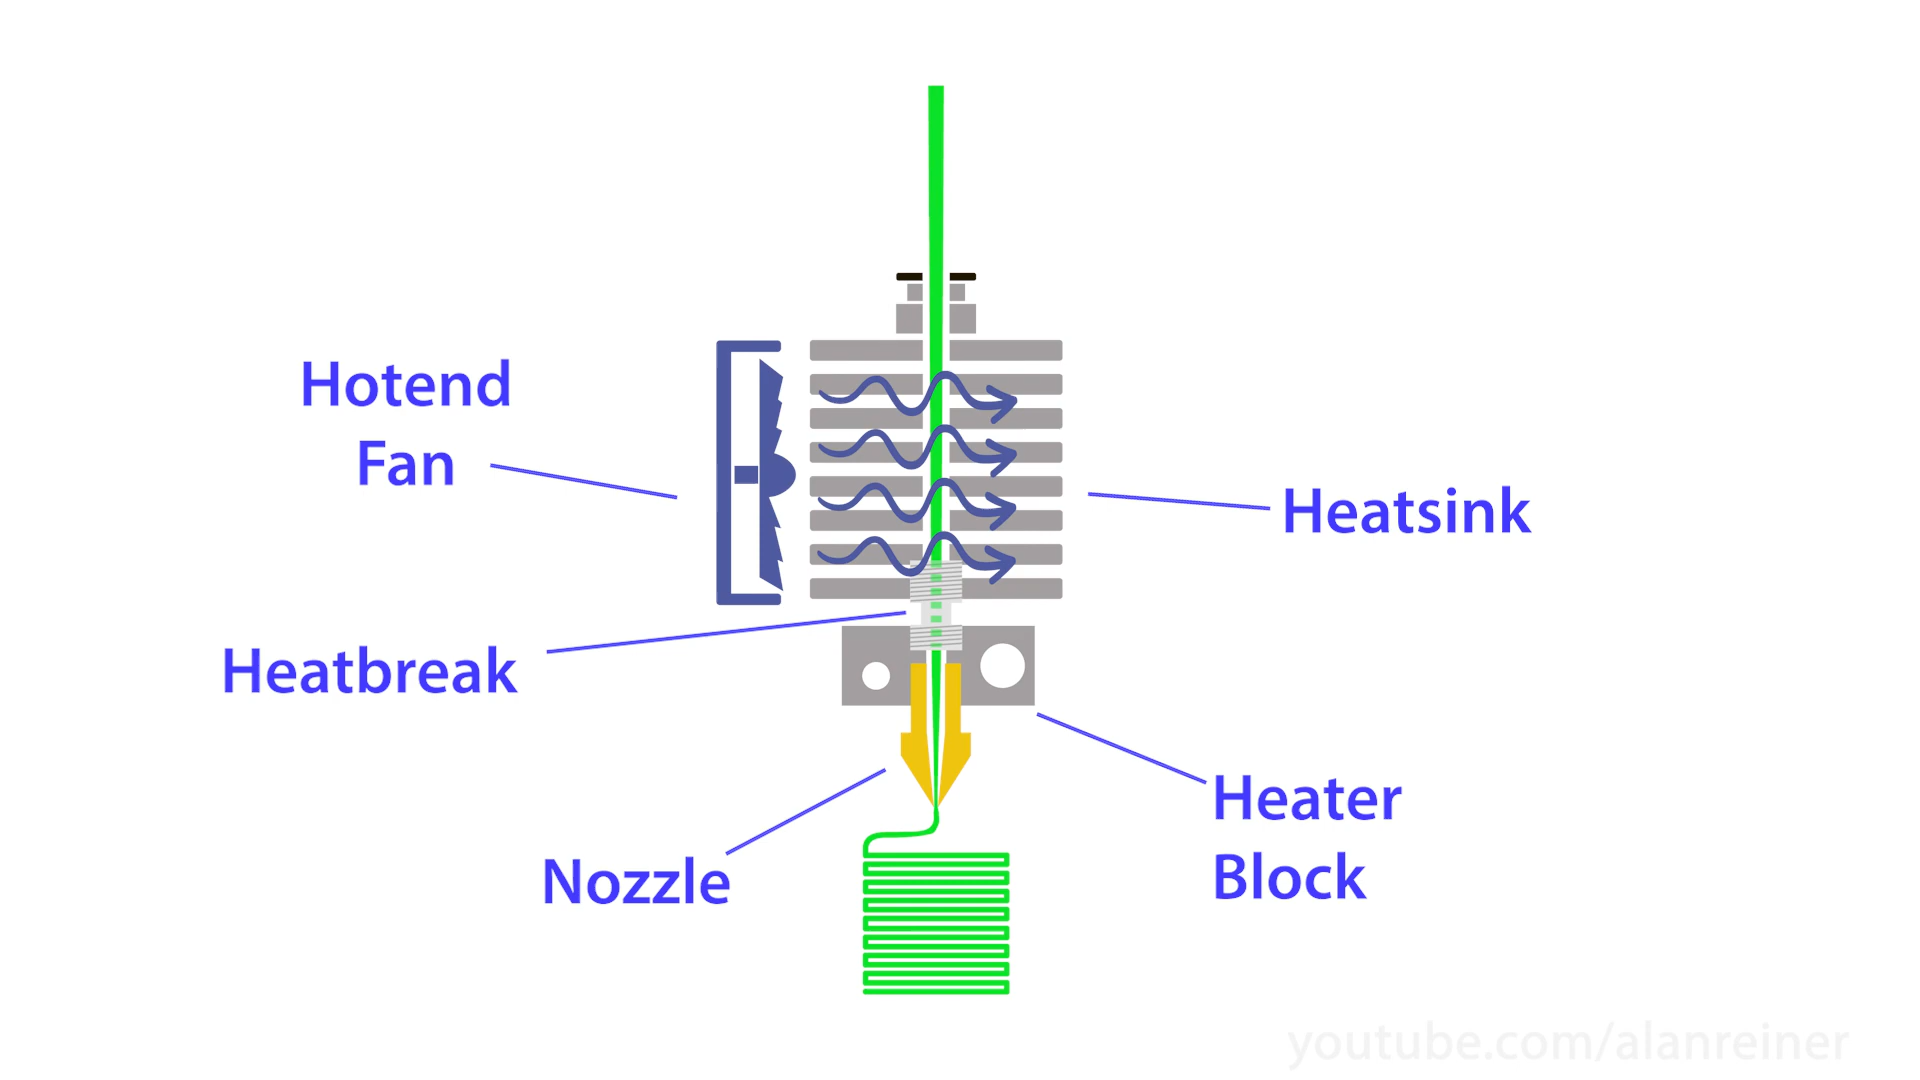 Hotend
Fan
Heatsink
Heatbreak
Heater
Block
Nozzle
youtube.com/alanreiner